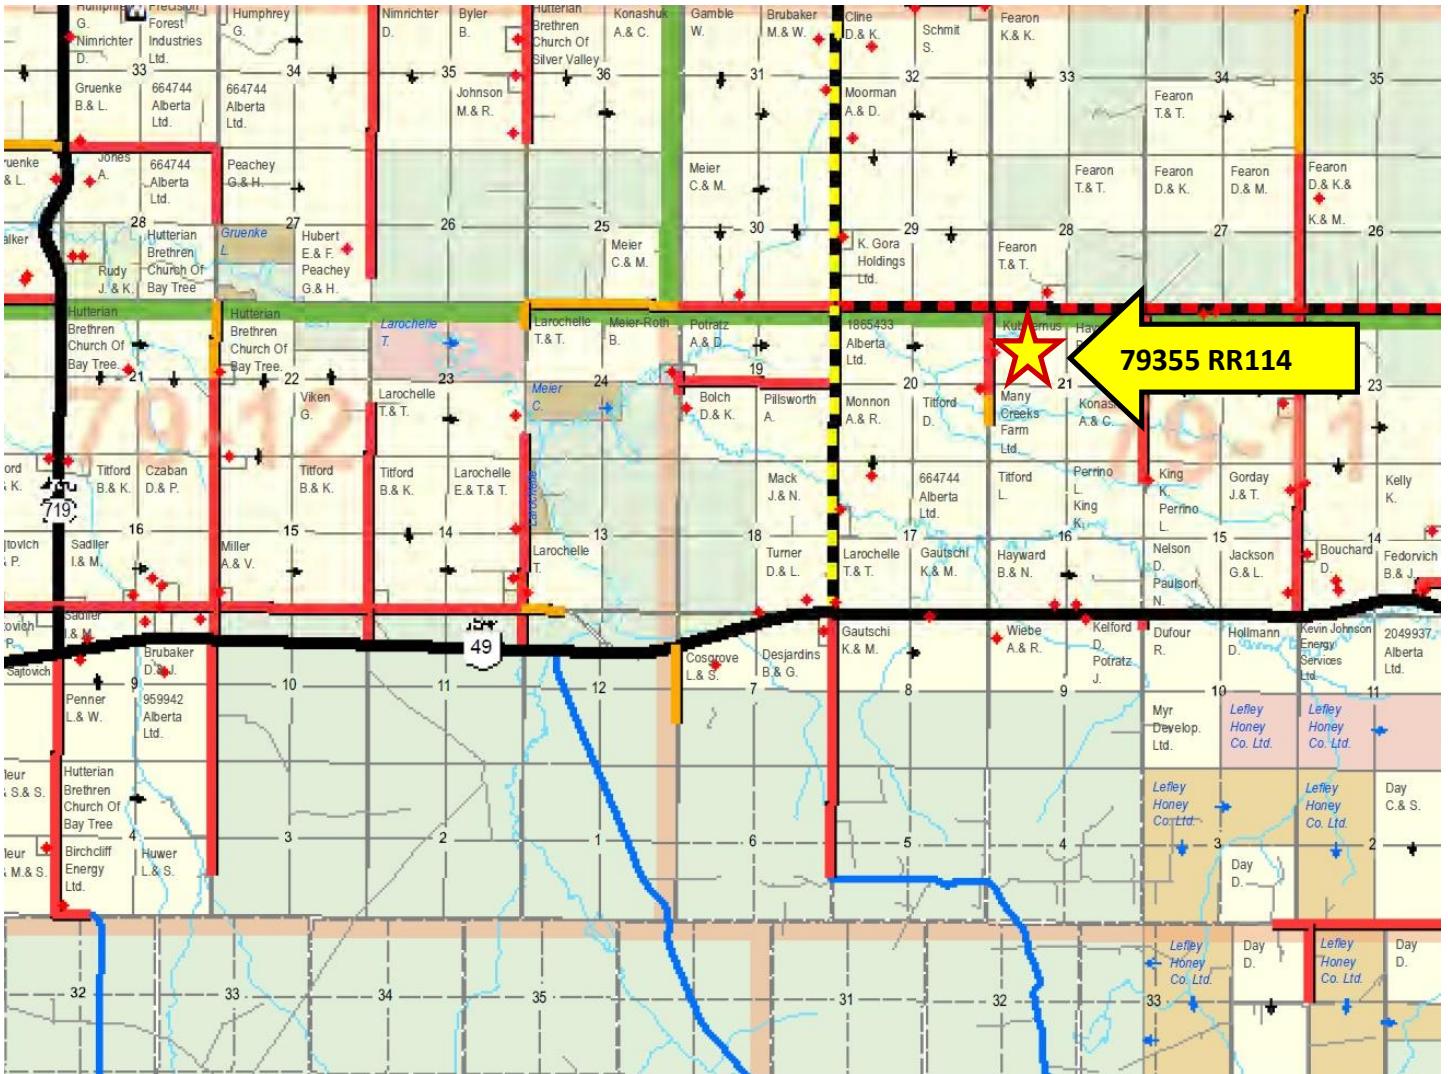 G.
Nimrichter
D.
Precision
Forest
Industries
Ltd.
Humphrey
G.
Nimrichter
D.
Byler
B.
Hutterian
Brethren
Church Of
Silver Valley
Konashuk
A.& C.
Gamble
W.
Brubaker
M.& W.
Cline
D.& K.
Schmit
S.
Fearon
K.& K.
33
34
35
36
31
32
33
34
35
Gruenke
B.& L.
664744
Alberta
Ltd.
664744
Alberta
Ltd.
Johnson
M.& R.
Moorman
A.& D.
Fearon
T.& T.
Jones
A.
664744
Alberta
Ltd.
Peachey
G.& H.
Meier
C.& M.
Fearon
T.& T.
Fearon
D.& K.
Fearon
D.& M.
Fearon
D.& K.&
K.& M.
28
27
26
25
30
29
28
27
26
Rudy
J.& K.
Hutterian
Brethren
Church Of
Bay Tree
Gruenke
L.
Hubert
E.& F.
Peachey
G.& H.
Meier
C.& M.
K. Gora
Holdings
Ltd.
Fearon
T.& T.
Hutterian
Brethren
Church Of
Bay Tree.
Hutterian
Brethren
Church Of
Bay Tree.
Larochelle
T.
Larochelle
T.& T.
Meier-Roth
B.
Potratz
A.& D.
1865433
Alberta
Ltd.
79355 RR114
21
22
23
24
19
20
21
23
Viken
G.
Larochelle
T.& T.
Meier
C.
Bolch
D.& K.
Pillsworth
A.
Monnon
A.& R.
Titford
D.
Many
Creeks
Farm
Ltd.
A.& C.
79-12
79-11
Titford
B.& K.
Czaban
D.& P.
Titford
B.& K.
Titford
B.& K.
Larochelle
E.& T.& T.
Larochelle
Mack
J.& N.
664744
Alberta
Ltd.
Titford
L.
Perrino
L.
King
K.
King
K.
Perrino
L.
Gorday
J.& T.
Kelly
K.
719
16
15
14
13
18
17
16
15
14
Sadlier
I.& M.
Miller
A.& V.
Larochelle
T.
Turner
D.& L.
Larochelle
T.& T.
Gautschi
K.& M.
Hayward
B.& N.
Nelson
D.
Paulson
N.
Jackson
G.& L.
Bouchard
D.
Fedorvich
B.& J.
Sadlier
I.& M.
49
Sajtovich
Brubaker
D.& J.
Cosgrove
L.& S.
Desjardins
B.& G.
Gautschi
K.& M.
Wiebe
A.& R.
Kelford
D.
Potratz
J.
Dufour
R.
Hollmann
D.
Kevin Johnson
Energy
Services
Ltd.
2049937
Alberta
Ltd.
9
10
11
12
7
8
9
10
11
Penner
L.& W.
959942
Alberta
Ltd.
Myr
Develop.
Ltd.
Lefley
Honey
Co. Ltd.
Lefley
Honey
Co. Ltd.
Hutterian
Brethren
Church Of
Bay Tree
Lefley
Honey
Co. Ltd.
Lefley
Honey
Co. Ltd.
Day
C.& S.
4
3
2
1
6
5
4
3
2
Birchcliff
Energy
Ltd.
Huwer
L.& S.
Day
D.
Lefley
Honey
Co. Ltd.
Day
D.
Lefley
Honey
Co. Ltd.
Day
D.
32
33
34
35
31
32
33